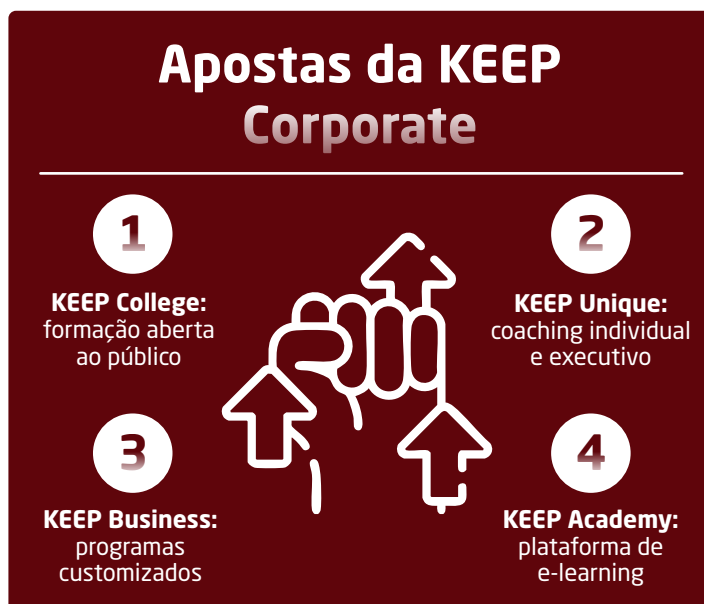 Apostas da KEEP
Corporate
1
KEEP College:
formação aberta
ao público
2
KEEP Unique:
coaching individual
e executivo
3
KEEP Business:
programas
customizados
4
KEEP Academy:
plataforma de
e-learning